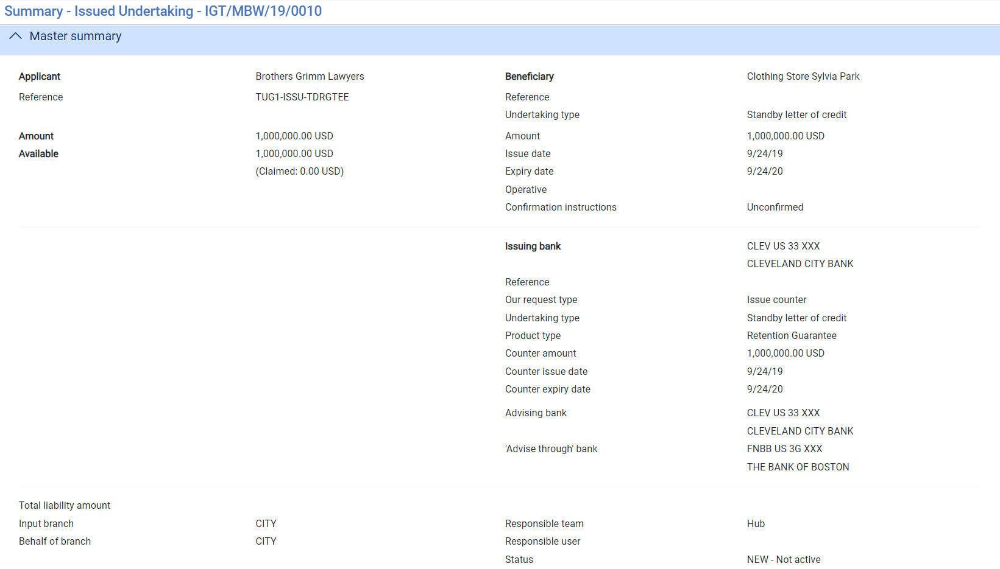 Summary - Issued Undertaking - IGT/MBW/19/0010
Master summary
Applicant Brothers Grimm Lawyers Beneficiary Clothing Store Sylvia Park
Reference TUG1-ISSU-TDRGTEE Reference
Undertaking type Standby letter of credit
Amount 1,000,000.00 USD Amount 1,000,000.00 USD
Available 1,000,000.00 USD Issue date 9/24/19
(Claimed: 0.00 USD) Expiry date 9/24/20
Operative
Confirmation instructions Unconfirmed
Issuing bank CLEV US 33 XXX
CLEVELAND CITY BANK
Reference
Our request type Issue counter
Undertaking type Standby letter of credit
Product type Retention Guarantee
Counter amount 1,000,000.00 USD
Counter issue date 9/24/19
Counter expiry date 9/24/20
Advising bank CLEV US 33 XXX
CLEVELAND CITY BANK
'Advise through' bank FNBB US 3G XXX
THE BANK OF BOSTON
Total liability amount
Input branch CITY Responsible team Hub
Behalf of branch CITY Responsible user
Status NEW - Not active